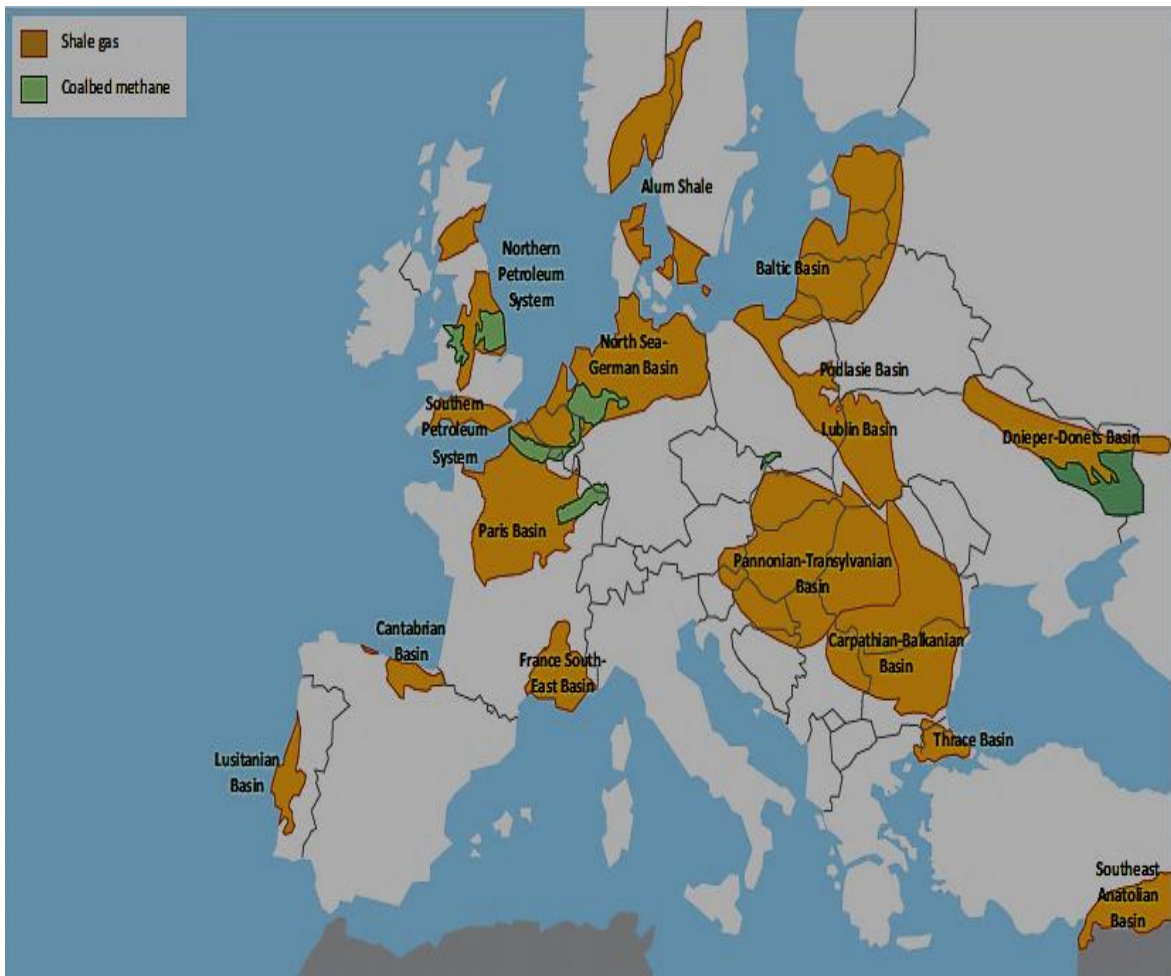 Shale gas
Coalbed methane
Alum Shale
Northern
Petroleum
System
Baltic Basin
North Sea-
German Basin
Podlasie Basin
Southern
Petroleum
System
Lublin Basin
Dnieper-Donets Basin
Paris Basin
Pannonian-Transylvanian
Basin
Cantabrian
Basin
France South-
East Basin
Carpathian-Balkanian
Basin
Thrace Basin
Lusitanian
Basin
Southeast
Anatolian
Basin